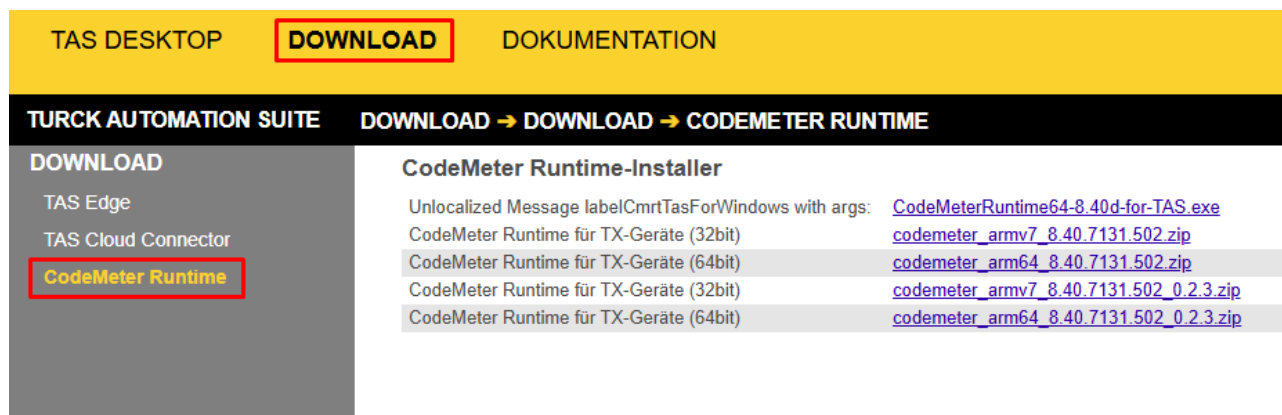 TAS DESKTOP DOWNLOAD DOKUMENTATION
TURCK AUTOMATION SUITE DOWNLOAD ➔ DOWNLOAD ➔ CODEMETER RUNTIME
DOWNLOAD
TAS Edge
TAS Cloud Connector
CodeMeter Runtime
CodeMeter Runtime-Installer
Unlocalized Message labelCmrtTasForWindows with args: CodeMeterRuntime64-8.40d-for-TAS.exe
CodeMeter Runtime für TX-Geräte (32bit) codemeter_armv7_8.40.7131.502.zip
CodeMeter Runtime für TX-Geräte (64bit) codemeter_arm64_8.40.7131.502.zip
CodeMeter Runtime für TX-Geräte (32bit) codemeter_armv7_8.40.7131.502_0.2.3.zip
CodeMeter Runtime für TX-Geräte (64bit) codemeter_arm64_8.40.7131.502_0.2.3.zip